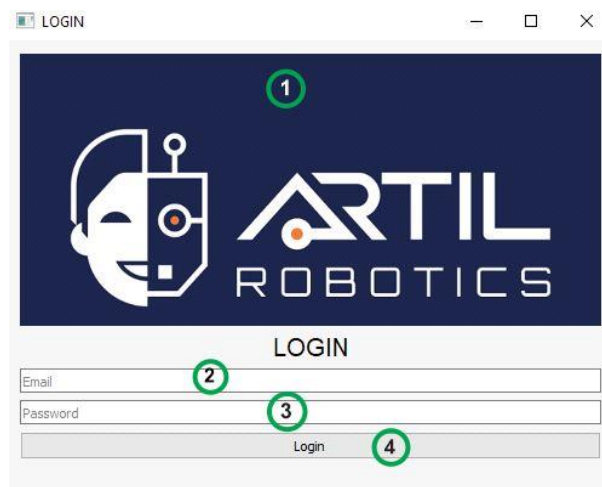 LOGIN
1
ARTIL
ROBOTICS
LOGIN
Email 2
Password 3
Login 4